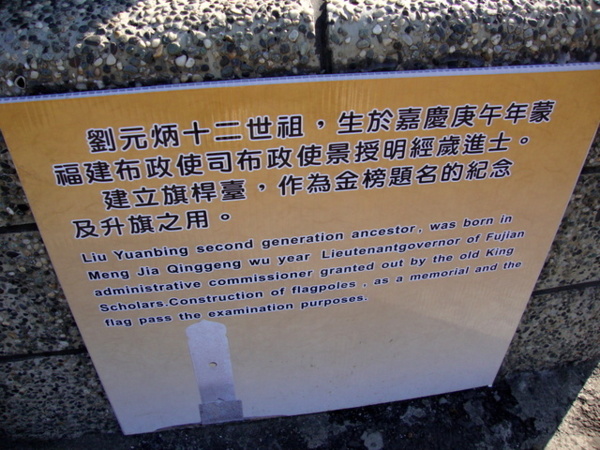 劉元炳十二世祖，生於嘉慶庚午年蒙
福建布政使司布政使景授明經歲進士。
建立旗桿臺，作為金榜題名的紀念
及升旗之用。
Liu Yuanbing second generation ancestor, was born in
Meng Jia Qinggeng wu year Lieutenantgovernor of Fujian
administrative commissioner granted out by the old King
Scholars.Construction of flagpoles , as a memorial and the
flag pass the examination purposes.